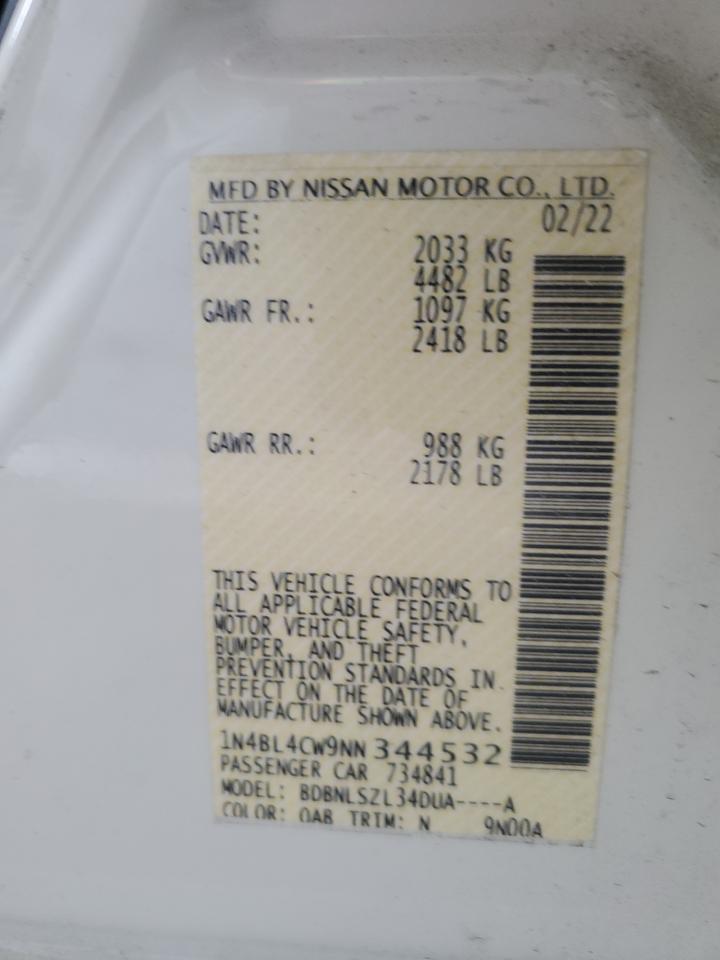 MFD BY NISSAN MOTOR CO., LTD.
DATE: 02/22
GVWR: 2033 KG
4482 LB
GAWR FR.: 1097 KG
2418 LB
GAWR RR.: 988 KG
2178 LB
THIS VEHICLE CONFORMS TO
ALL APPLICABLE FEDERAL
MOTOR VEHICLE SAFETY,
BUMPER, AND THEFT
PREVENTION STANDARDS IN
EFFECT ON THE DATE OF
MANUFACTURE SHOWN ABOVE.
1N4BL4CW9NN344532
PASSENGER CAR 734841
MODEL: BDBNLSZL34DUA----A
COLOR: QAB TRIM: N 9N00A